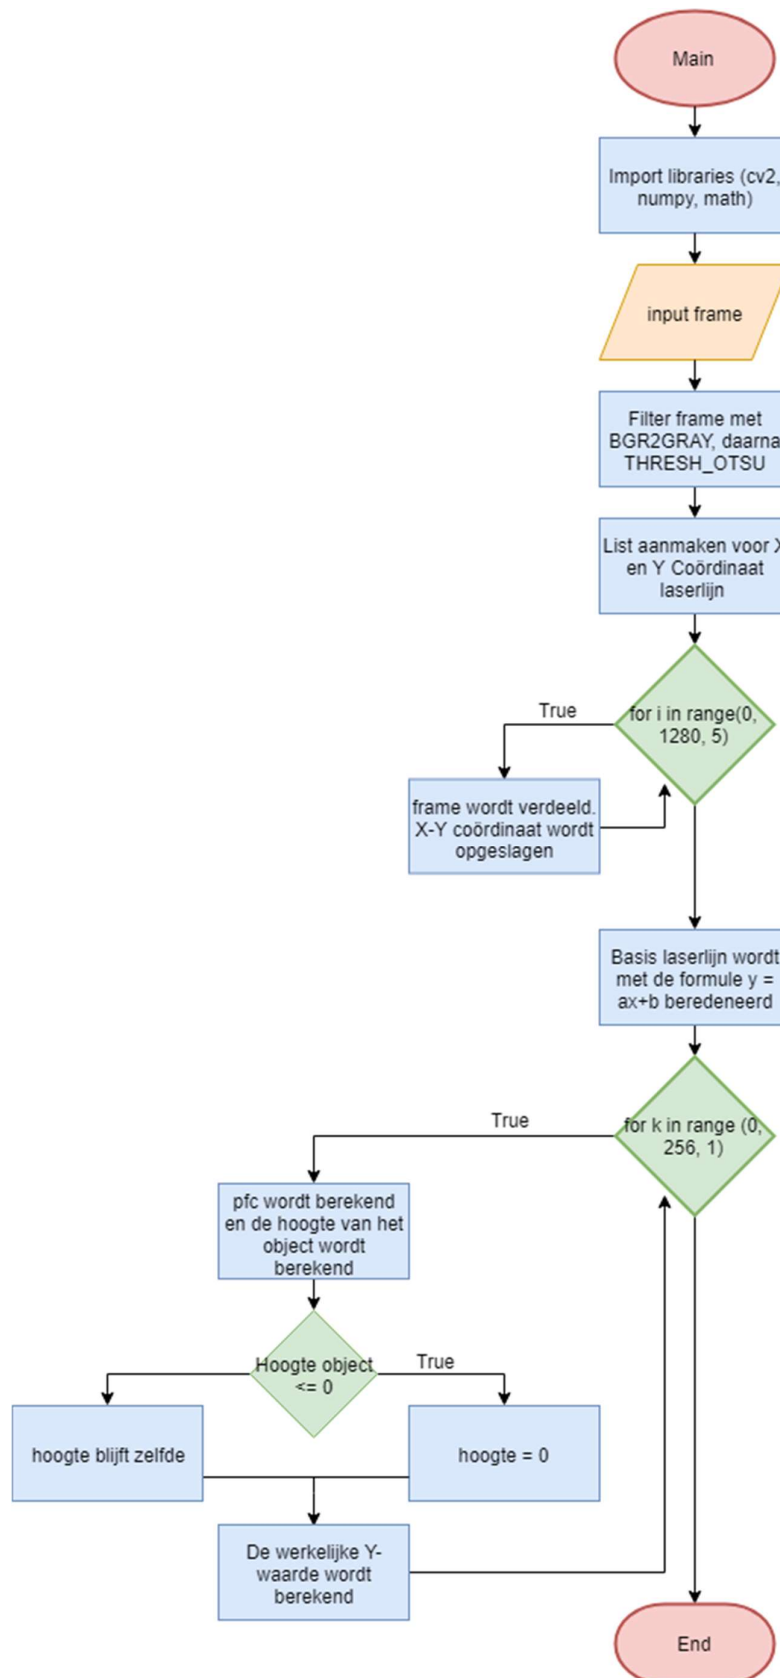 Main
Import libraries (cv2,
numpy, math)
input frame
Filter frame met
BGR2GRAY, daarna
THRESH_OTSU
List aanmaken voor X
en Y Coördinaat
laserlijn
for i in range(0,
1280, 5)
True
frame wordt verdeeld.
X-Y coördinaat wordt
opgeslagen
Basis laserlijn wordt
met de formule y =
ax+b beredeneerd
for k in range (0,
256, 1)
True
pfc wordt berekend
en de hoogte van het
object wordt
berekend
Hoogte object
<= 0
True
hoogte blijft zelfde
hoogte = 0
De werkelijke Y-
waarde wordt
berekend
End